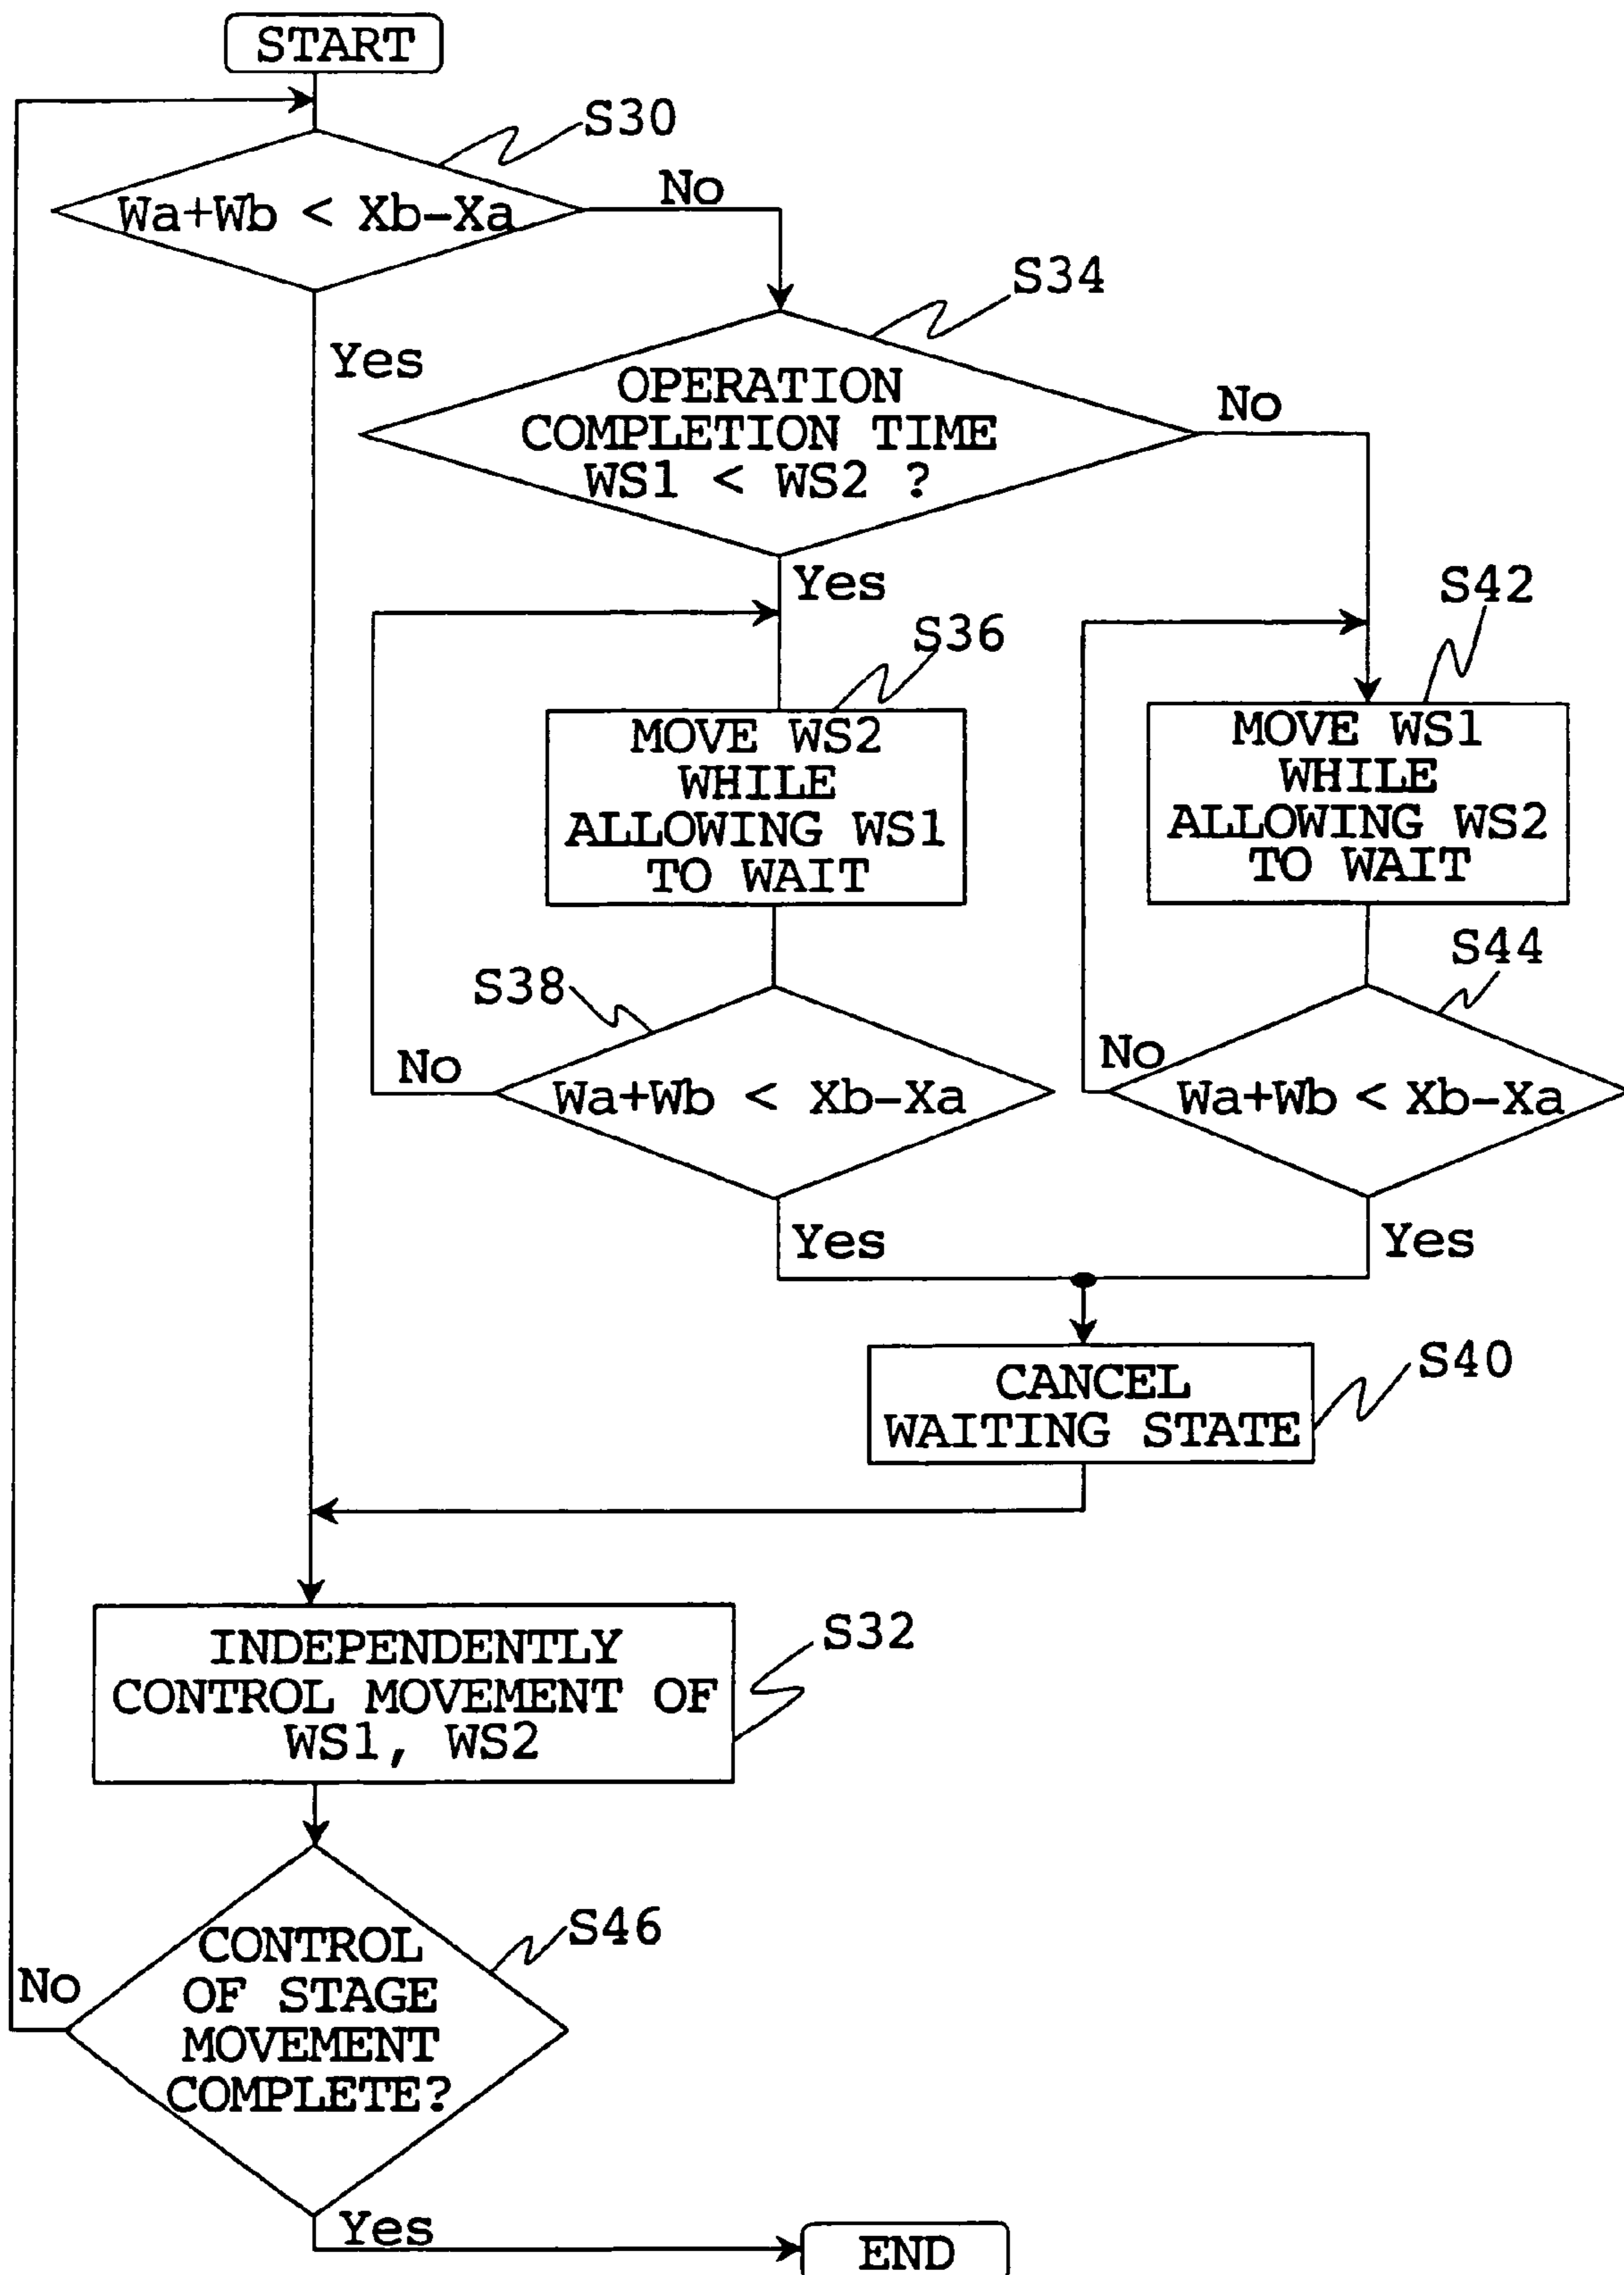 START
S30
Wa+Wb < Xb-Xa
No
Yes
S34
OPERATION
COMPLETION TIME
WS1 < WS2 ?
No
Yes
S36
MOVE WS2
WHILE
ALLOWING WS1
TO WAIT
S42
MOVE WS1
WHILE
ALLOWING WS2
TO WAIT
S38
No
Wa+Wb < Xb-Xa
Yes
S44
No
Wa+Wb < Xb-Xa
Yes
CANCEL
WAITING STATE
S40
INDEPENDENTLY
CONTROL MOVEMENT OF
WS1, WS2
S32
CONTROL
OF STAGE
MOVEMENT
COMPLETE?
S46
No
Yes
END